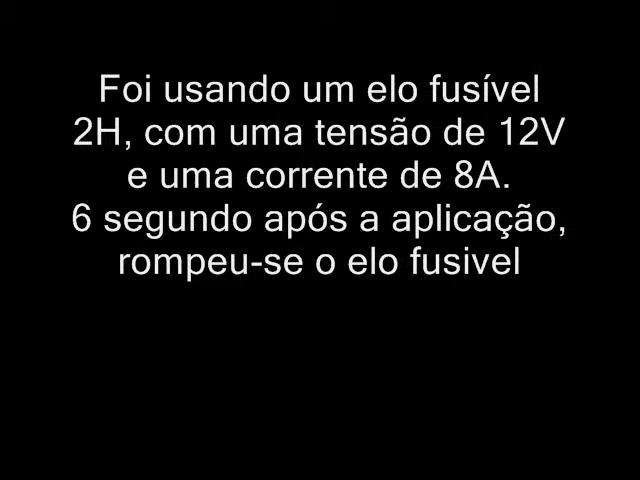 Foi usando um elo fusível
2H, com uma tensão de 12V
e uma corrente de 8A.
6 segundo após a aplicação,
rompeu-se o elo fusivel